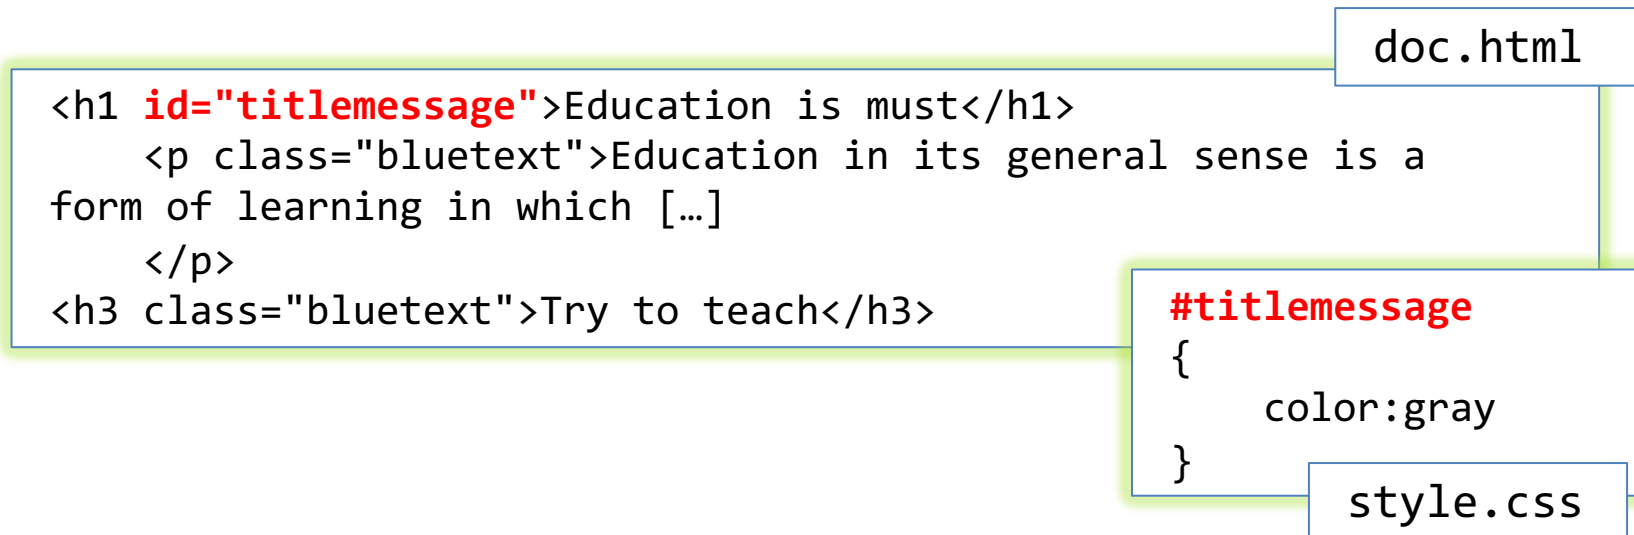 doc.html
<h1 id="titlemessage">Education is must</h1>
    <p class="bluetext">Education in its general sense is a
form of learning in which […]
    </p>
<h3 class="bluetext">Try to teach</h3>
#titlemessage
{
    color:gray
}
style.css